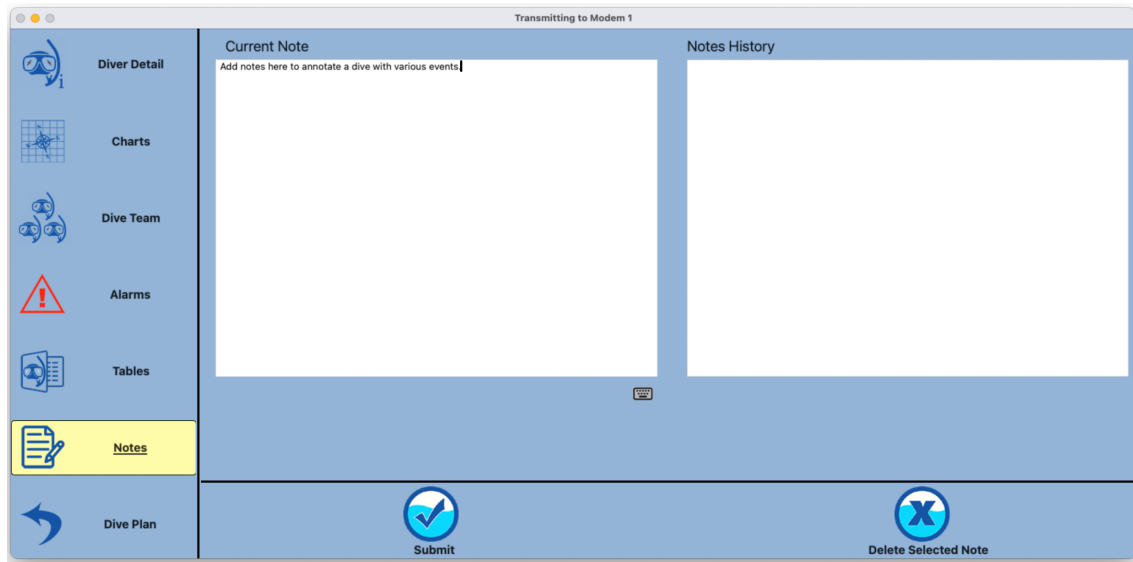 Transmitting to Modem 1
Diver Detail
Charts
Dive Team
Alarms
Tables
Notes
Dive Plan
Current Note
Add notes here to annotate a dive with various events.
Notes History
Submit
Delete Selected Note